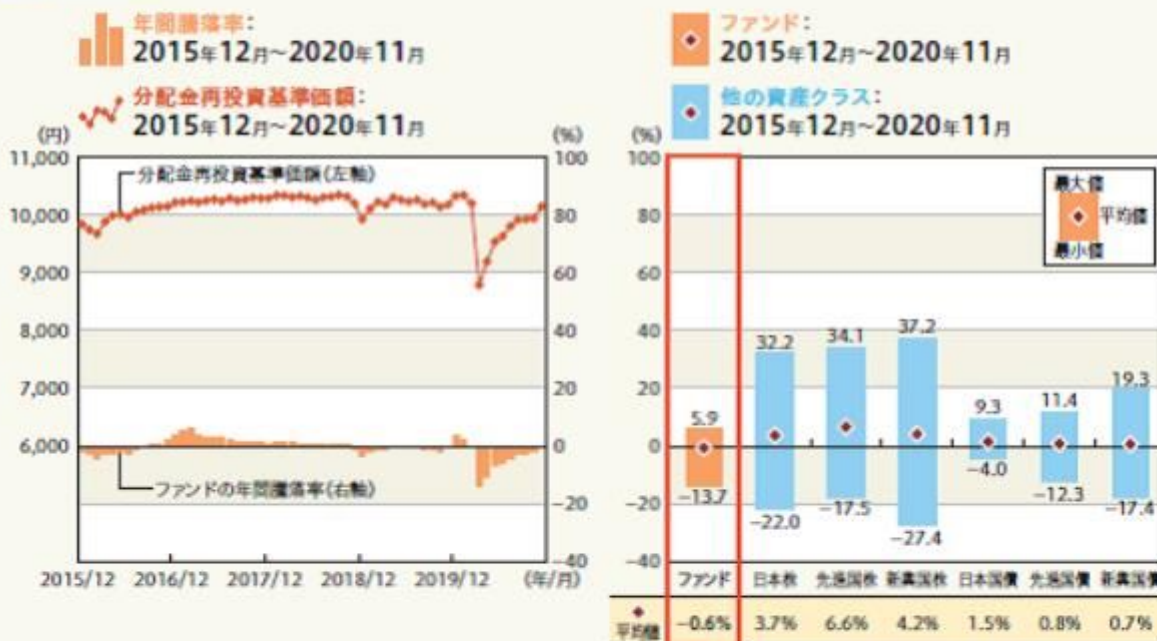 年間騰落率:
2015年12月~2020年11月
分配金再投資基準価額:
2015年12月~2020年11月
(円)
(%)
11,000
10,000
9,000
8,000
7,000
6,000
100
80
60
40
20
0
−20
−40
分配金再投資基準価額(左軸)
ファンドの年間騰落率(右軸)
2015/12 2016/12 2017/12 2018/12 2019/12 (年/月)
ファンド:
2015年12月~2020年11月
他の資産クラス:
2015年12月~2020年11月
(%)
100
80
60
40
20
0
−20
−40
最大値
平均値
最小値
5.9 32.2 34.1 37.2 9.3 11.4 19.3
−13.7 −22.0 −17.5 −27.4 −4.0 −12.3 −17.4
ファンド 日本株 先進国株 新興国株 日本国債 先進国債 新興国債
平均値 −0.6% 3.7% 6.6% 4.2% 1.5% 0.8% 0.7%